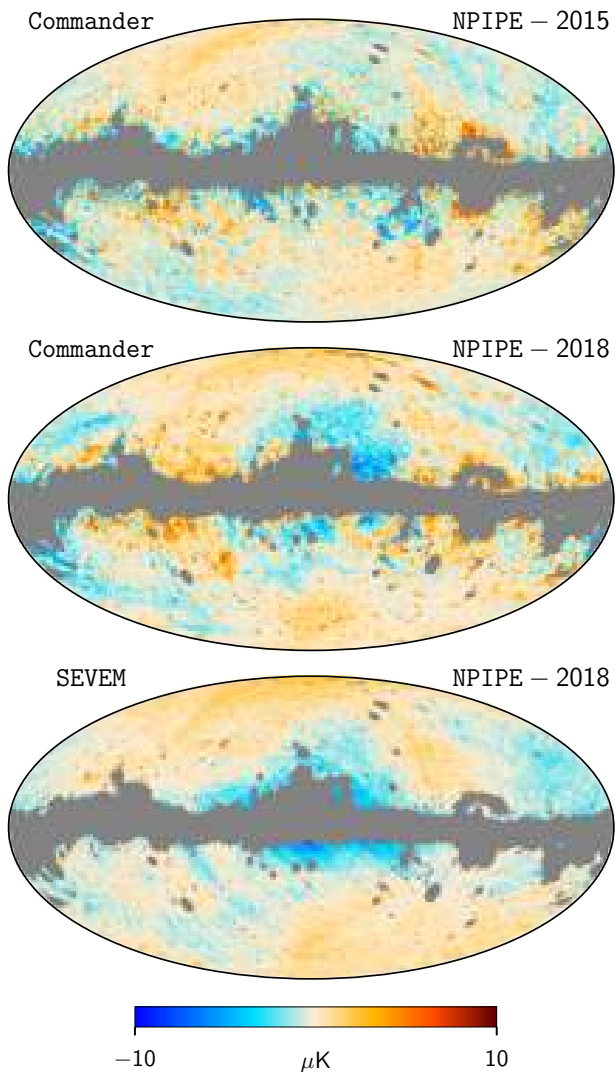 Commander NPIPE − 2015
Commander NPIPE − 2018
SEVEM NPIPE − 2018
−10 μK 10